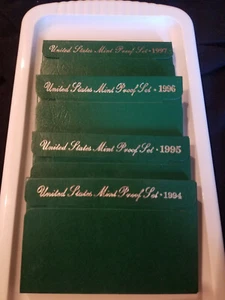 United States Mint Proof Set · 1997
United States Mint Proof Set · 1996
United States Mint Proof Set · 1995
United States Mint Proof Set · 1994